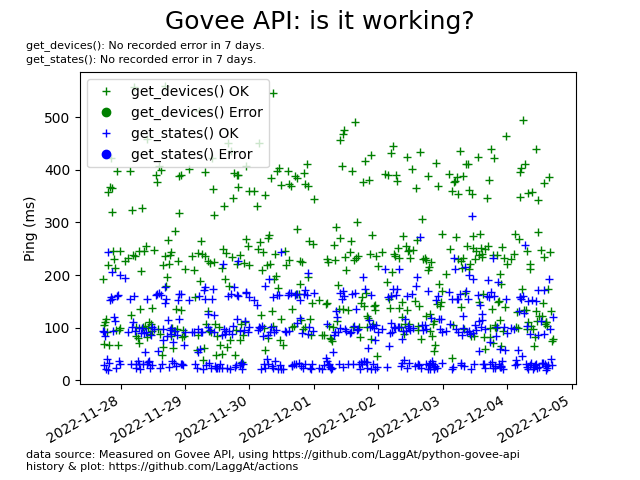 Govee API: is it working?
get_devices(): No recorded error in 7 days.
get_states(): No recorded error in 7 days.
get_devices() OK
get_devices() Error
get_states() OK
get_states() Error
Ping (ms)
500
400
300
200
100
0
2022-11-28
2022-11-29
2022-11-30
2022-12-01
2022-12-02
2022-12-03
2022-12-04
2022-12-05
data source: Measured on Govee API, using https://github.com/LaggAt/python-govee-api
history & plot: https://github.com/LaggAt/actions